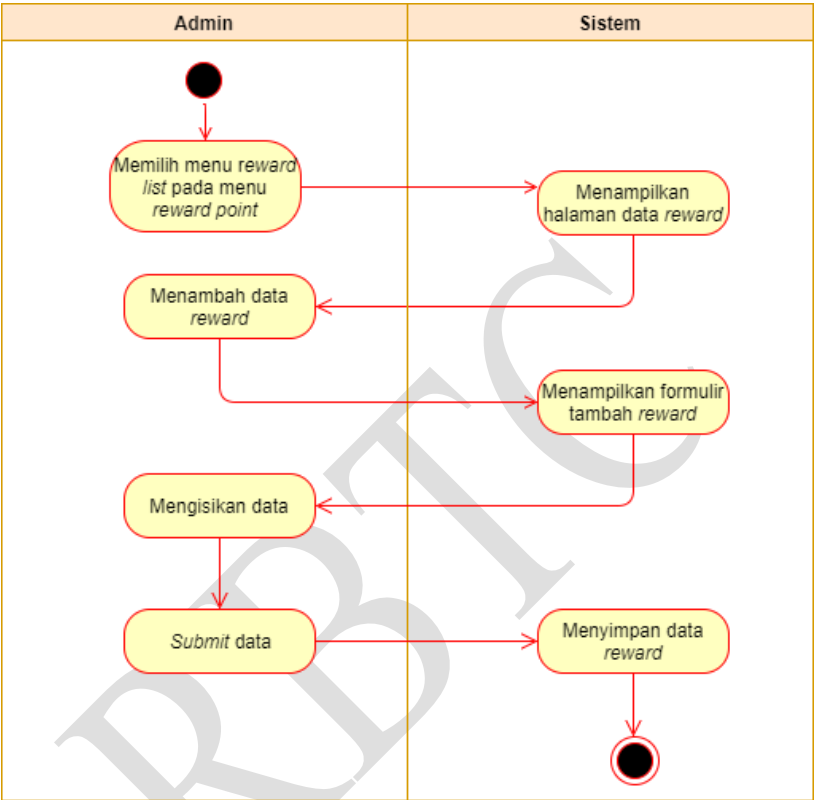 Admin
Sistem
Memilih menu reward
list pada menu
reward point
Menampilkan
halaman data reward
Menambah data
reward
Menampilkan formulir
tambah reward
Mengisikan data
Submit data
Menyimpan data
reward
RBTC